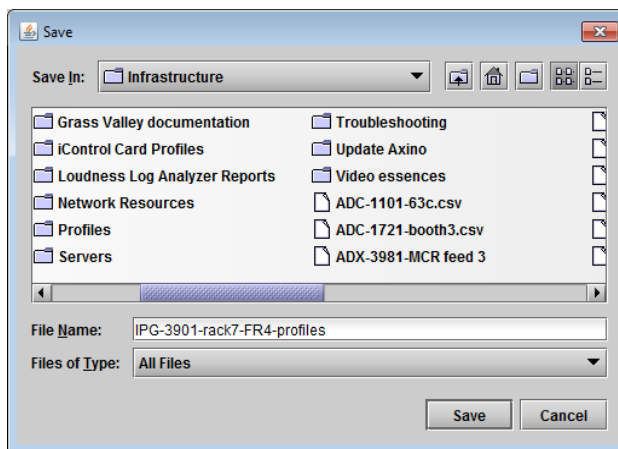 Save
Save In: Infrastructure
Grass Valley documentation
iControl Card Profiles
Loudness Log Analyzer Reports
Network Resources
Profiles
Servers
Troubleshooting
Update Axino
Video essences
ADC-1101-63c.csv
ADC-1721-booth3.csv
ADX-3981-MCR feed 3
File Name: IPG-3901-rack7-FR4-profiles
Files of Type: All Files
Save Cancel